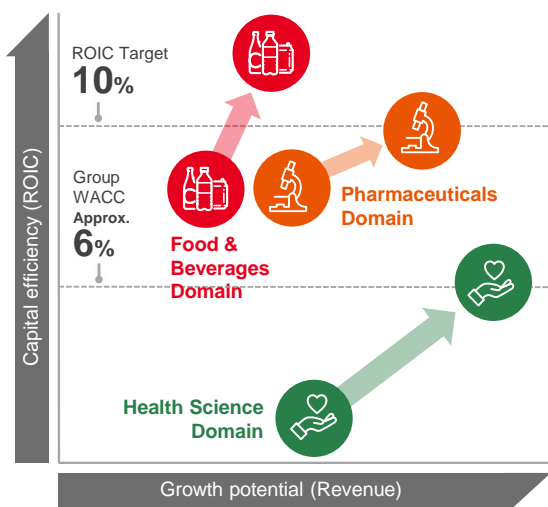 Capital efficiency (ROIC)
ROIC Target
10%
Group
WACC
Approx.
6%
Food &
Beverages
Domain
Pharmaceuticals
Domain
Health Science
Domain
Growth potential (Revenue)